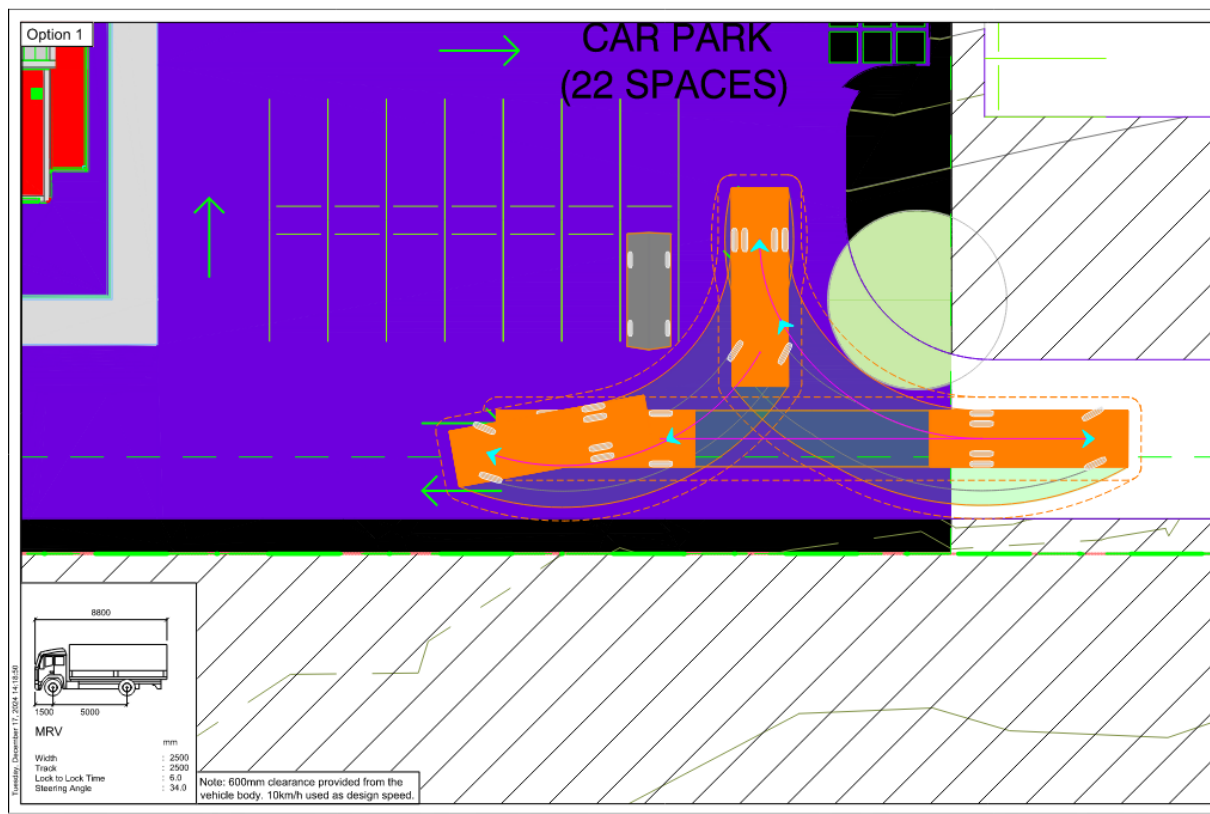 Option 1
CAR PARK
(22 SPACES)
8800
1500
5000
MRV
mm
Width : 2500
Track : 2500
Lock to Lock Time : 6.0
Steering Angle : 34.0
Note: 600mm clearance provided from the
vehicle body. 10km/h used as design speed.
Tuesday, December 17, 2024 14:18:50